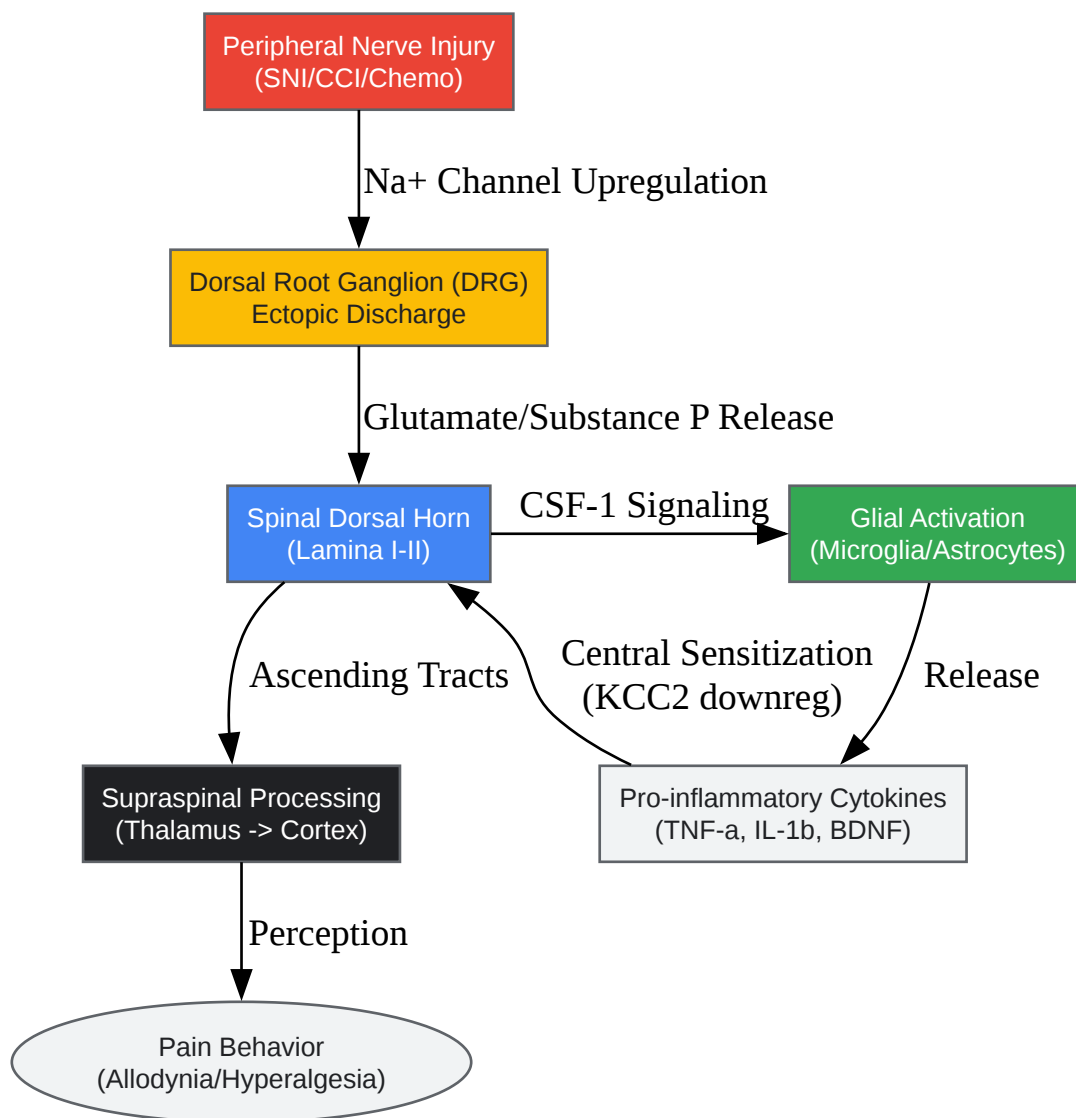 Peripheral Nerve Injury
(SNI/CCI/Chemo)
Na+ Channel Upregulation
Dorsal Root Ganglion (DRG)
Ectopic Discharge
Glutamate/Substance P Release
Spinal Dorsal Horn
(Lamina I-II)
CSF-1 Signaling
Glial Activation
(Microglia/Astrocytes)
Ascending Tracts
Central Sensitization
(KCC2 downreg)
Release
Supraspinal Processing
(Thalamus -> Cortex)
Pro-inflammatory Cytokines
(TNF-a, IL-1b, BDNF)
Perception
Pain Behavior
(Allodynia/Hyperalgesia)